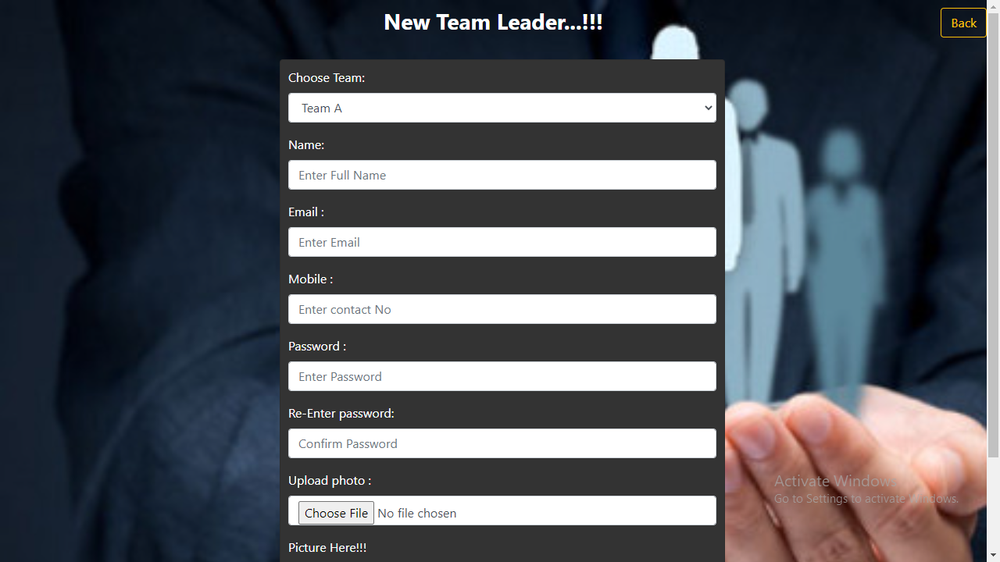 New Team Leader...!!!
Back
Choose Team:
Team A
Name:
Enter Full Name
Email :
Enter Email
Mobile :
Enter contact No
Password :
Enter Password
Re-Enter password:
Confirm Password
Upload photo :
Choose File No file chosen
Picture Here!!!
Activate Windows
Go to Settings to activate Windows.